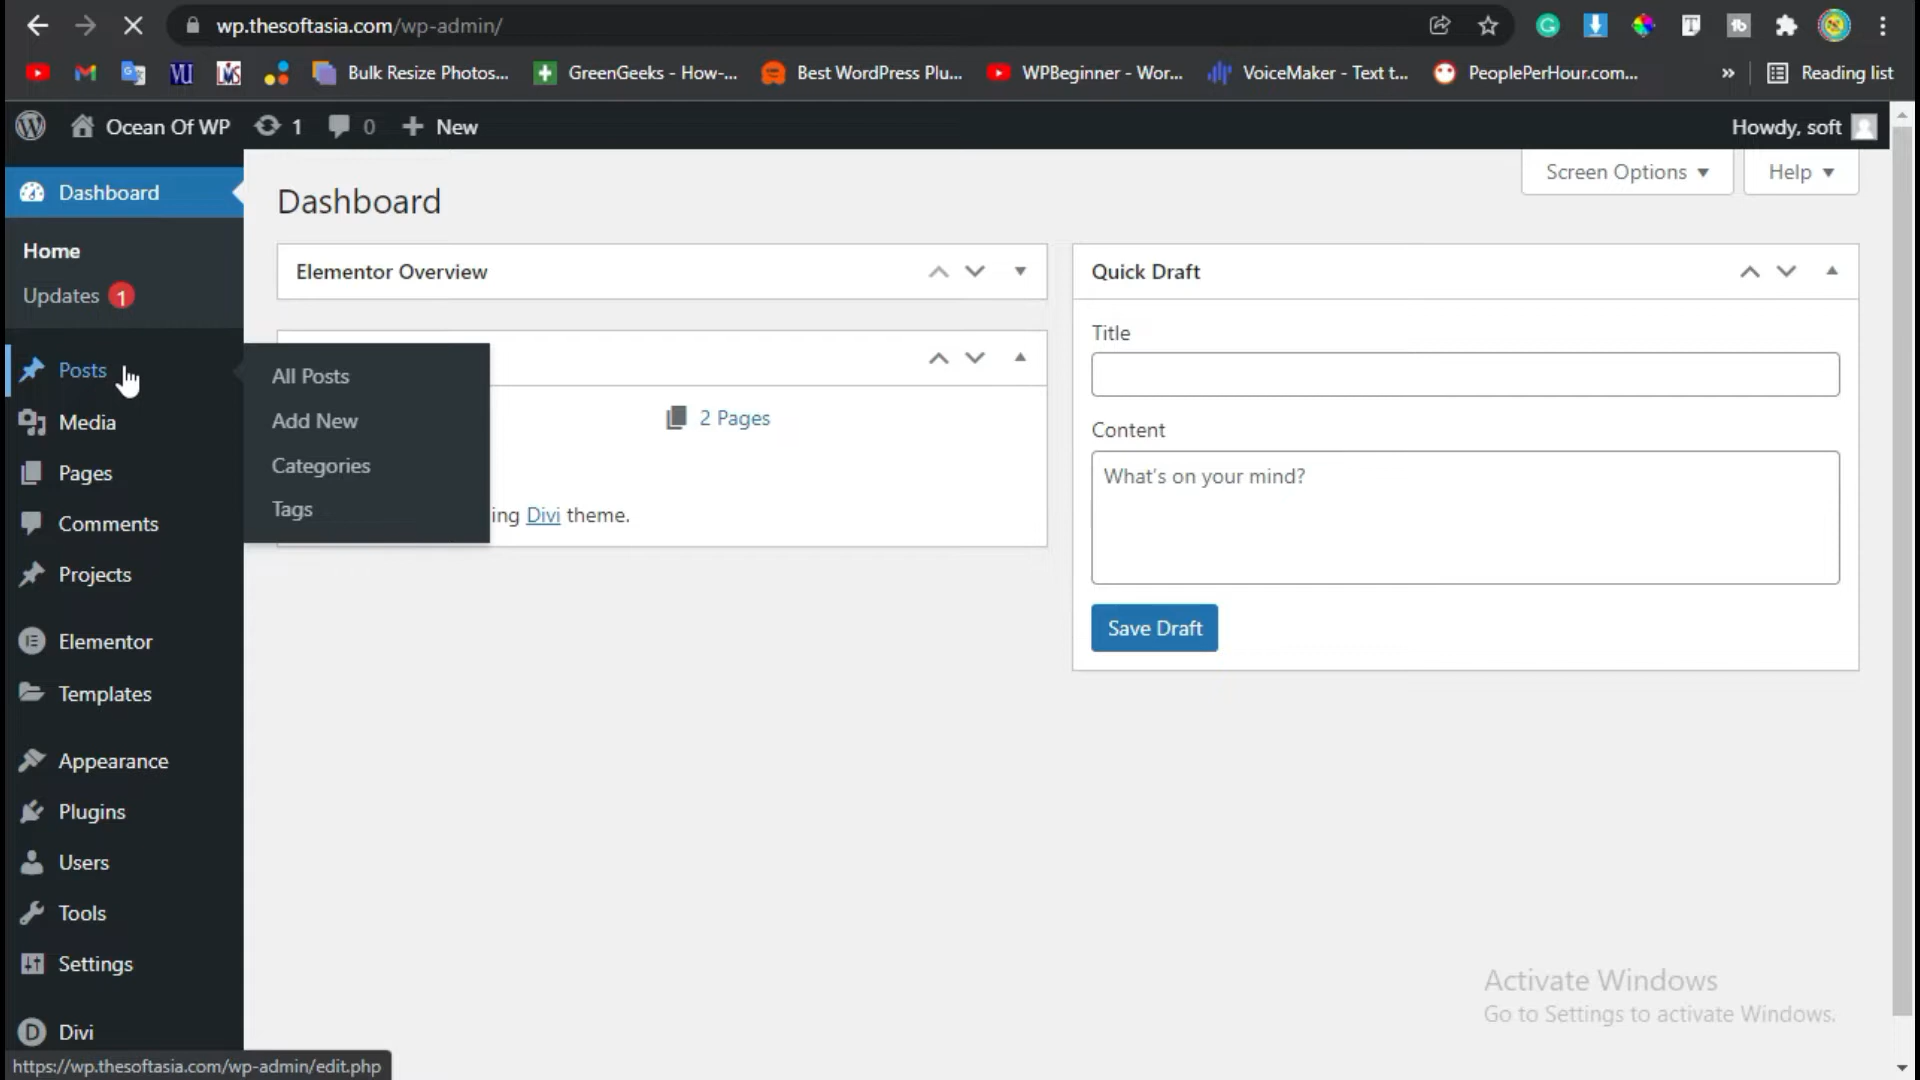 wp.thesoftasia.com/wp-admin/
VU
LMS
Bulk Resize Photos...
GreenGeeks - How-...
Best WordPress Plu...
WPBeginner - Wor...
VoiceMaker - Text t...
PeoplePerHour.com...
»
Reading list
Ocean Of WP
1
0
New
Howdy, soft
Dashboard
Home
Updates 1
Posts
Media
Pages
Comments
Projects
Elementor
Templates
Appearance
Plugins
Users
Tools
Settings
Divi
All Posts
Add New
Categories
Tags
Screen Options
Help
Dashboard
Elementor Overview
2 Pages
ing Divi theme.
Quick Draft
Title
Content
What's on your mind?
Save Draft
Activate Windows
Go to Settings to activate Windows.
https://wp.thesoftasia.com/wp-admin/edit.php